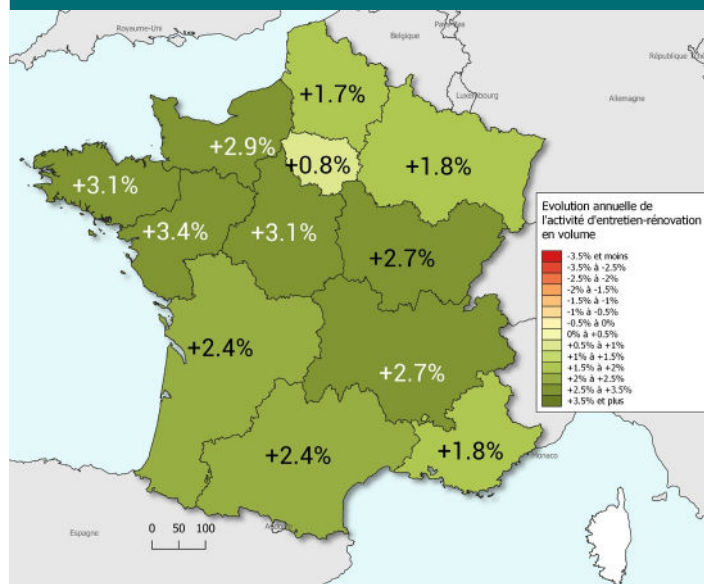 Royaume-Uni
Belgique
Pays-Bas
Luxembourg
Allemagne
+1.7%
+2.9%
+0.8%
+1.8%
+3.1%
+3.4%
+3.1%
+2.7%
+2.4%
+2.7%
+2.4%
+1.8%
Monaco
Espagne
0 50 100
Evolution annuelle de
l'activité d'entretien-rénovation
en volume
-3.5% et moins
-3.5% à -2.5%
-2.5% à -2%
-2% à -1.5%
-1.5% à -1%
-1% à -0.5%
-0.5% à 0%
0% à +0.5%
+0.5% à +1%
+1% à +1.5%
+1.5% à +2%
+2% à +2.5%
+2.5% à +3.5%
+3.5% et plus